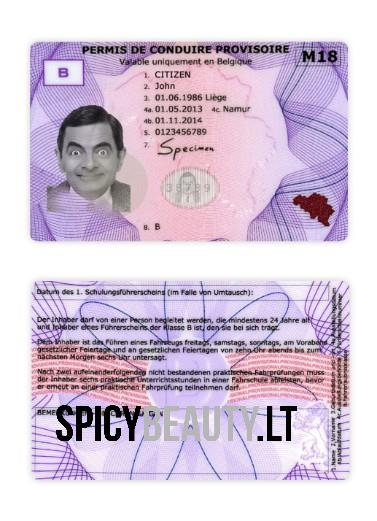 PERMIS DE CONDUIRE PROVISOIRE
Valable uniquement en Belgique
M18
B
1. CITIZEN
2. John
3. 01.06.1986 Liège
4a. 01.05.2013 4c. Namur
4b. 01.11.2014
5. 0123456789
7. Specimen
8. B
Datum des 1. Schulungsführerscheins (im Falle von Umtausch):
Der Inhaber darf von einer Person begleitet werden, die mindestens 24 Jahre alt
und Inhaber eines Führerscheins der Klasse B ist, den sie bei sich trägt.
Dem Inhaber ist das Führen eines Fahrzeugs freitags, samstags, sonntags, am Vorabend
gesetzlicher Feiertage und an gesetzlichen Feiertagen von zehn Uhr abends bis zum
nächsten Morgen sechs Uhr untersagt.
Nach zwei aufeinanderfolgenden nicht bestandenen praktischen Fahrprüfungen muss
der Inhaber sechs praktische Unterrichtsstunden in einer Fahrschule ableisten, bevor
er erneut an einer praktischen Fahrprüfung teilnehmen darf.
SPICYBEAUTY.LT